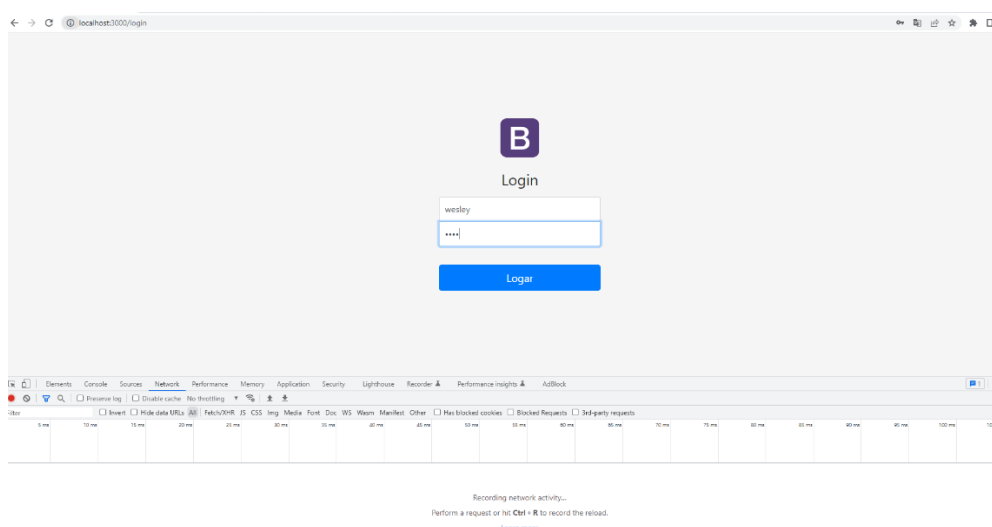 localhost:3000/login
B
Login
wesley
••••
Logar
Elements Console Sources Network Performance Memory Application Security Lighthouse Recorder Performance insights AdBlock 1
Preserve log Disable cache No throttling
Filter Invert Hide data URLs All Fetch/XHR JS CSS Img Media Font Doc WS Wasm Manifest Other Has blocked cookies Blocked Requests 3rd-party requests
5 ms 10 ms 15 ms 20 ms 25 ms 30 ms 35 ms 40 ms 45 ms 50 ms 55 ms 60 ms 65 ms 70 ms 75 ms 80 ms 85 ms 90 ms 95 ms 100 ms
Recording network activity...
Perform a request or hit Ctrl + R to record the reload.